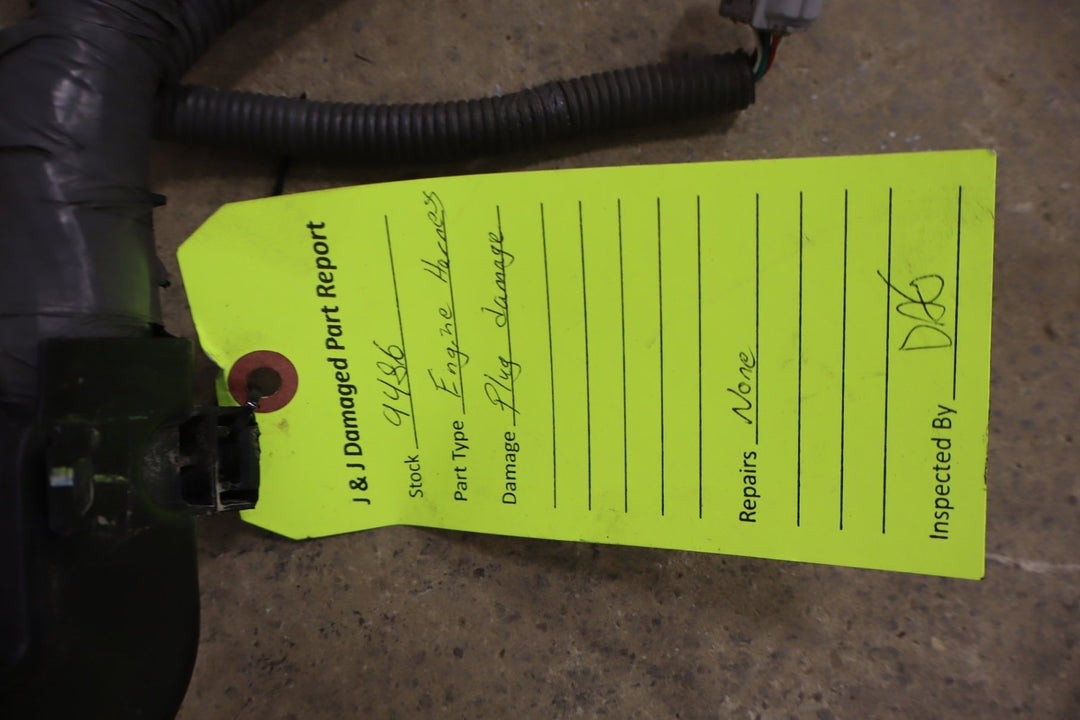 J & J Damaged Part Report
Stock 9486
Part Type Engine Harness
Damage Plug damage
Repairs None
Inspected By